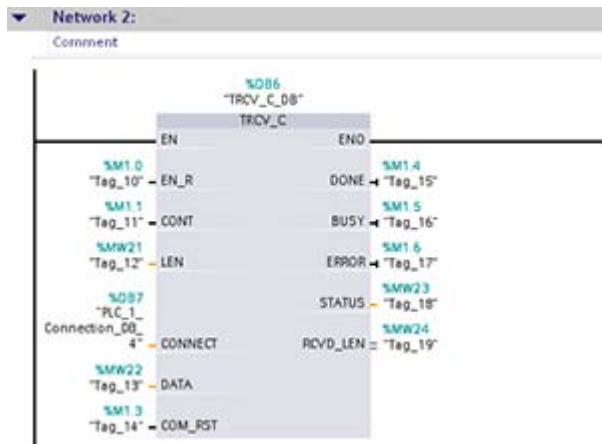 Network 2:
Comment
%DB6
"TRCV_C_DB"
TRCV_C
EN ENO
%M1.0 %M1.4
"Tag_10" EN_R DONE "Tag_15"
%M1.1 %M1.5
"Tag_11" CONT BUSY "Tag_16"
%MW21 %M1.6
"Tag_12" LEN ERROR "Tag_17"
%MW23
%DB7 STATUS "Tag_18"
"PLC_1_
Connection_DB_ %MW24
4" CONNECT RCVD_LEN "Tag_19"
%MW22
"Tag_13" DATA
%M1.3
"Tag_14" COM_RST